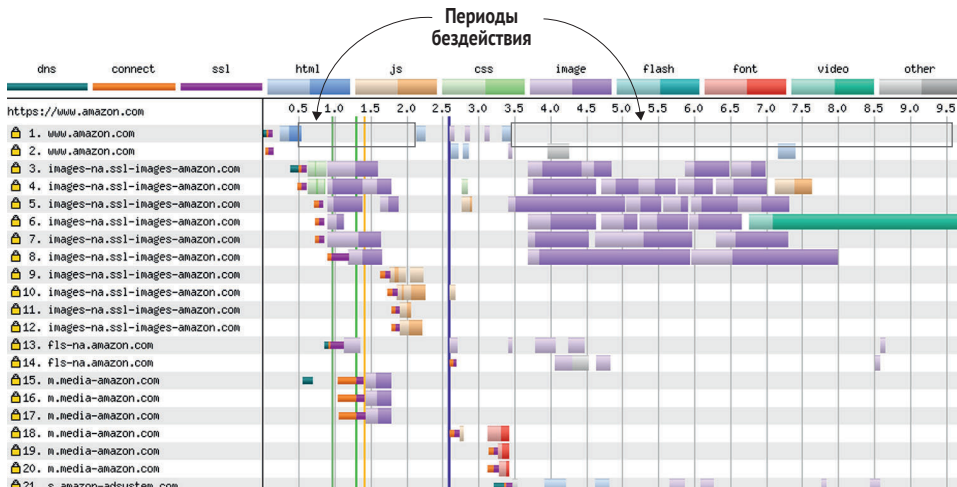 Периоды
бездействия
dns connect ssl html js css image flash font video other
https://www.amazon.com 0.5 1.0 1.5 2.0 2.5 3.0 3.5 4.0 4.5 5.0 5.5 6.0 6.5 7.0 7.5 8.0 8.5 9.0 9.5
1. www.amazon.com
2. www.amazon.com
3. images-na.ssl-images-amazon.com
4. images-na.ssl-images-amazon.com
5. images-na.ssl-images-amazon.com
6. images-na.ssl-images-amazon.com
7. images-na.ssl-images-amazon.com
8. images-na.ssl-images-amazon.com
9. images-na.ssl-images-amazon.com
10. images-na.ssl-images-amazon.com
11. images-na.ssl-images-amazon.com
12. images-na.ssl-images-amazon.com
13. fls-na.amazon.com
14. fls-na.amazon.com
15. m.media-amazon.com
16. m.media-amazon.com
17. m.media-amazon.com
18. m.media-amazon.com
19. m.media-amazon.com
20. m.media-amazon.com
21. s.amazon-adsystem.com